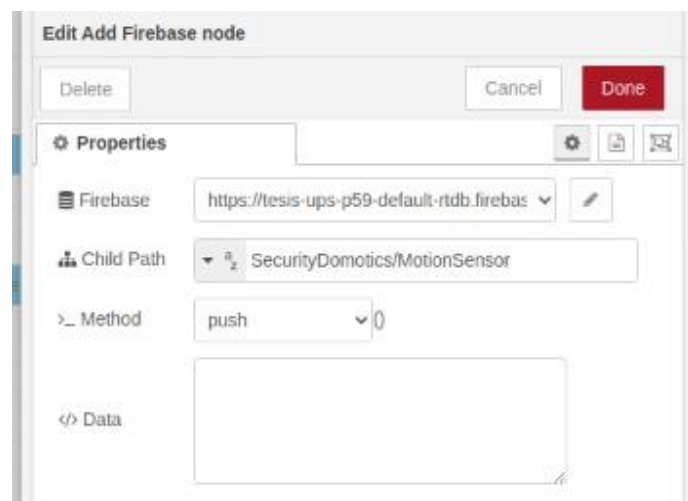 Edit Add Firebase node
Delete
Cancel
Done
Properties
Firebase
https://tesis-ups-p59-default-rtdb.firebas
Child Path
a z
SecurityDomotics/MotionSensor
>_ Method
push
()
</> Data